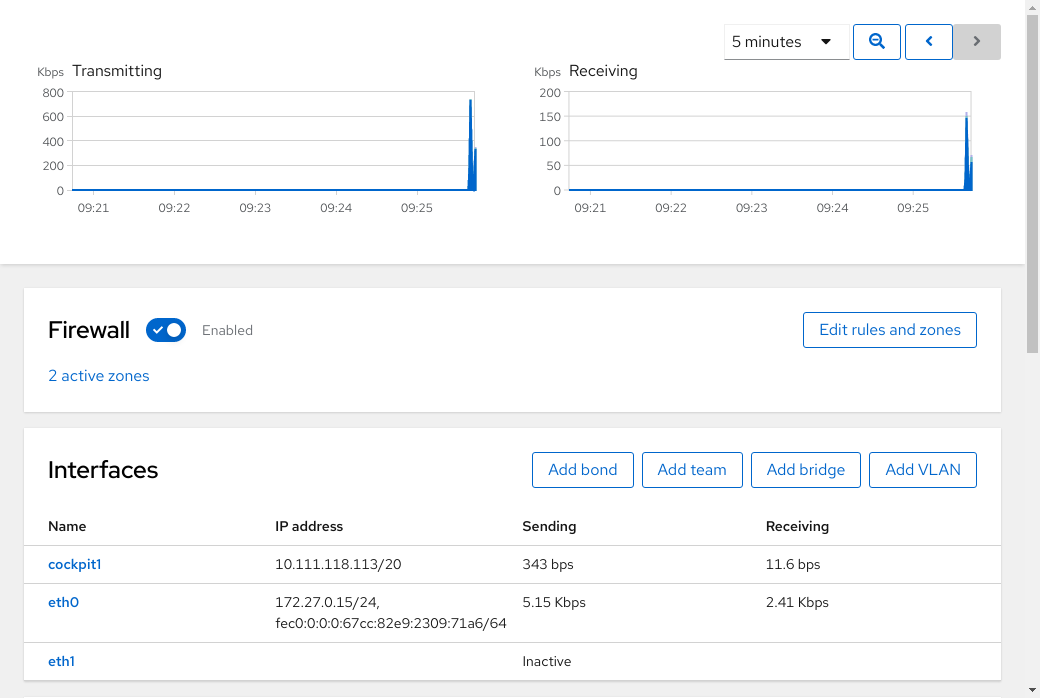 5 minutes
Kbps Transmitting
800
600
400
200
0
09:21 09:22 09:23 09:24 09:25
Kbps Receiving
200
150
100
50
0
09:21 09:22 09:23 09:24 09:25
Firewall Enabled Edit rules and zones
2 active zones
Interfaces Add bond Add team Add bridge Add VLAN
Name IP address Sending Receiving
cockpit1 10.111.118.113/20 343 bps 11.6 bps
eth0 172.27.0.15/24, 5.15 Kbps 2.41 Kbps
fec0:0:0:0:67cc:82e9:2309:71a6/64
eth1 Inactive